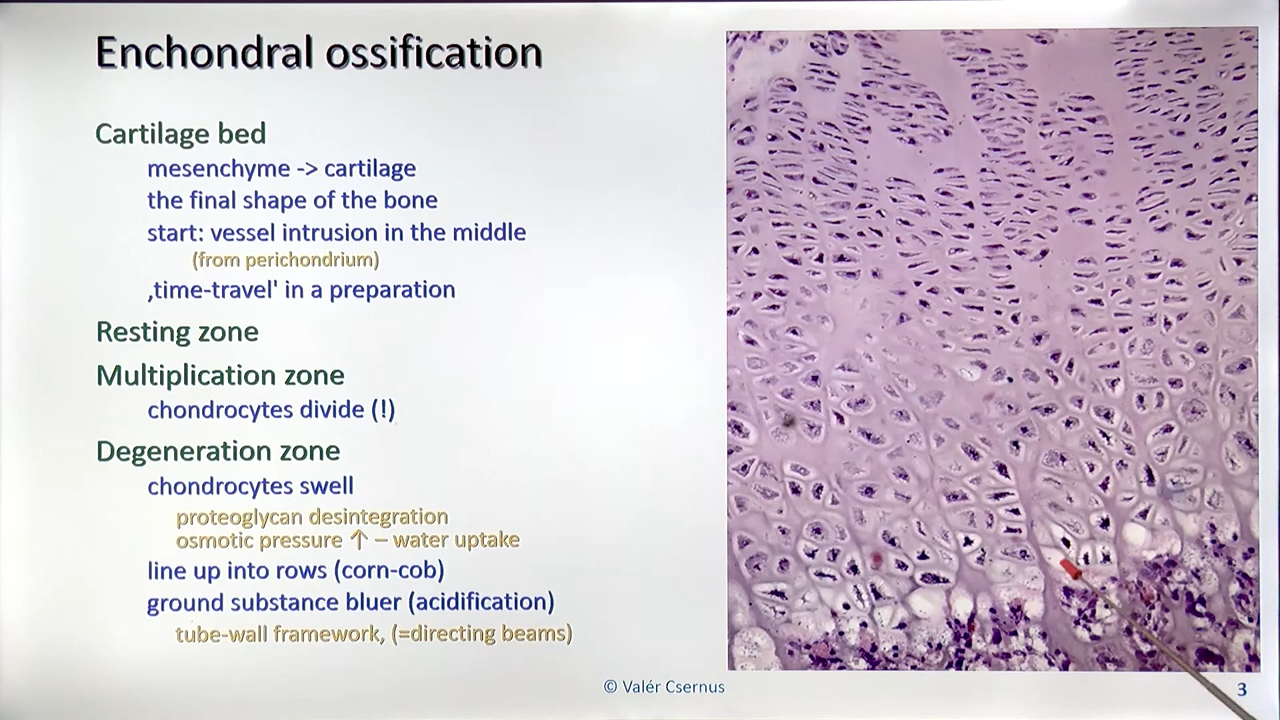 Enchondral ossification
Cartilage bed
mesenchyme -> cartilage
the final shape of the bone
start: vessel intrusion in the middle
(from perichondrium)
‚time-travel' in a preparation
Resting zone
Multiplication zone
chondrocytes divide (!)
Degeneration zone
chondrocytes swell
proteoglycan desintegration
osmotic pressure ↑ – water uptake
line up into rows (corn-cob)
ground substance bluer (acidification)
tube-wall framework, (=directing beams)
© Valér Csernus
3